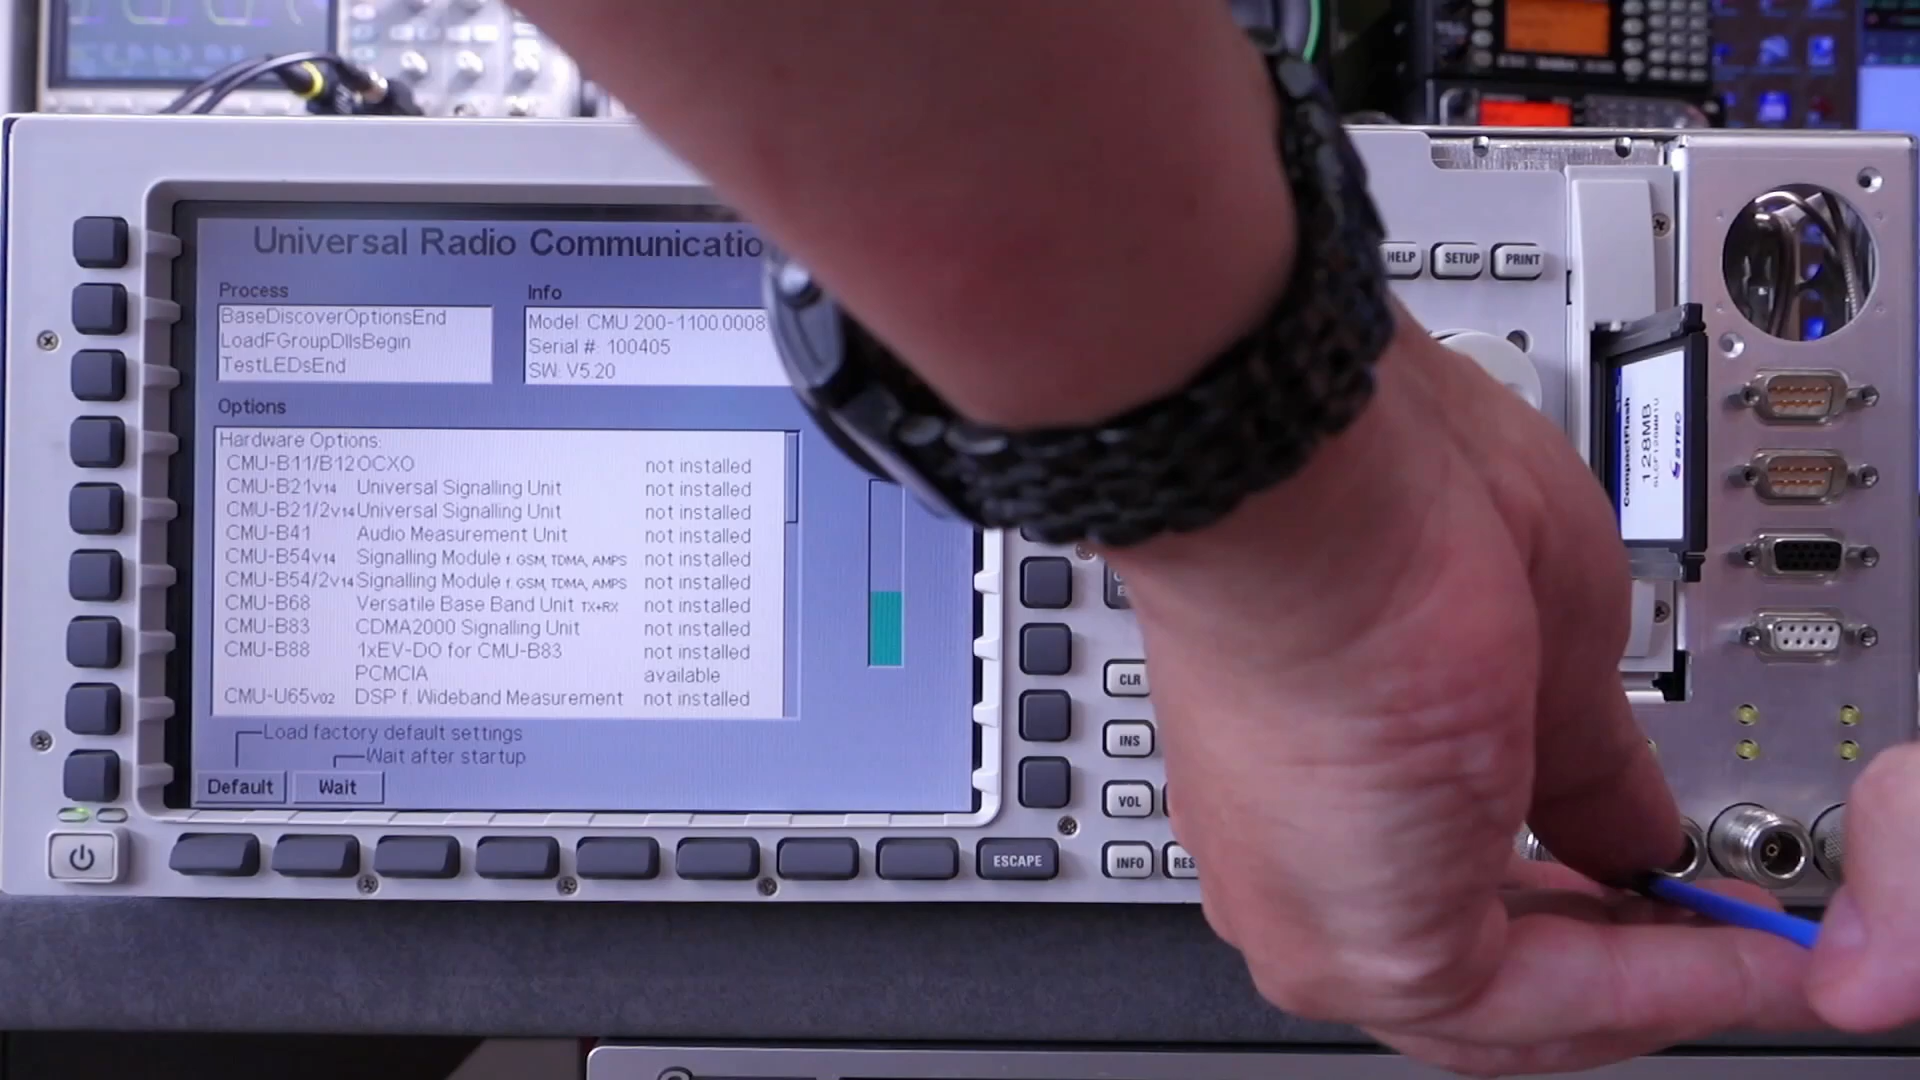 Universal Radio Communicatio
Process
BaseDiscoverOptionsEnd
LoadFGroupDllsBegin
TestLEDsEnd
Info
Model: CMU 200-1100.0008
Serial #: 100405
SW: V5.20
Options
Hardware Options:
CMU-B11/B12 OCXO not installed
CMU-B21v14 Universal Signalling Unit not installed
CMU-B21/2v14 Universal Signalling Unit not installed
CMU-B41 Audio Measurement Unit not installed
CMU-B54v14 Signalling Module f. GSM, TDMA, AMPS not installed
CMU-B54/2v14 Signalling Module f. GSM, TDMA, AMPS not installed
CMU-B68 Versatile Base Band Unit TX+RX not installed
CMU-B83 CDMA2000 Signalling Unit not installed
CMU-B88 1xEV-DO for CMU-B83 not installed
PCMCIA available
CMU-U65v02 DSP f. Wideband Measurement not installed
Load factory default settings
Wait after startup
Default Wait
HELP SETUP PRINT
CompactFlash
128MB
STEC
CLR
INS
VOL
ESCAPE
INFO
RES